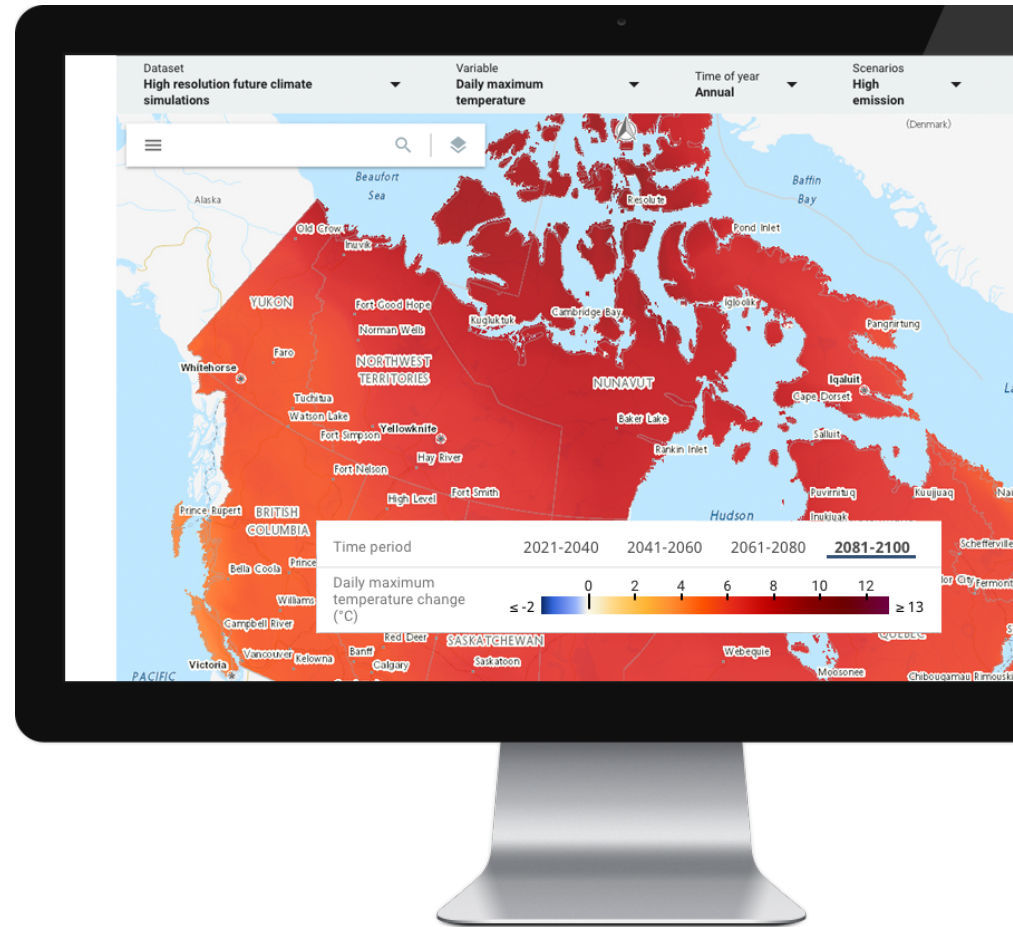 Dataset
High resolution future climate
simulations
Variable
Daily maximum
temperature
Time of year
Annual
Scenarios
High
emission
(Denmark)
Beaufort
Sea
Baffin
Bay
Alaska
Resolute
Old Crow
Inuvik
Pond Inlet
YUKON
Fort Good Hope
Igloolik
Kugluktuk
Cambridge Bay
Norman Wells
Pangnirtung
Faro
NORTHWEST
TERRITORIES
Whitehorse
NUNAVUT
Iqaluit
Tuchitua
Cape Dorset
Watson Lake
Baker Lake
Fort Simpson
Yellowknife
Salluit
Rankin Inlet
Hay River
Fort Nelson
High Level
Fort Smith
Puvirnituq
Kuujjuaq
Prince Rupert
BRITISH
COLUMBIA
Hudson
Inukjuak
Time period
2021-2040
2041-2060
2061-2080
2081-2100
Schefferville
Bella Coola
Prince
Daily maximum
temperature change
(°C)
≤ -2
0
2
4
6
8
10
12
≥ 13
Fermont
Williams
Campbell River
Red Deer
SASKATCHEWAN
QUEBEC
Vancouver
Kelowna
Banff
Calgary
Saskatoon
Webequie
Victoria
PACIFIC
Moosonee
Chibougamau
Rimouski